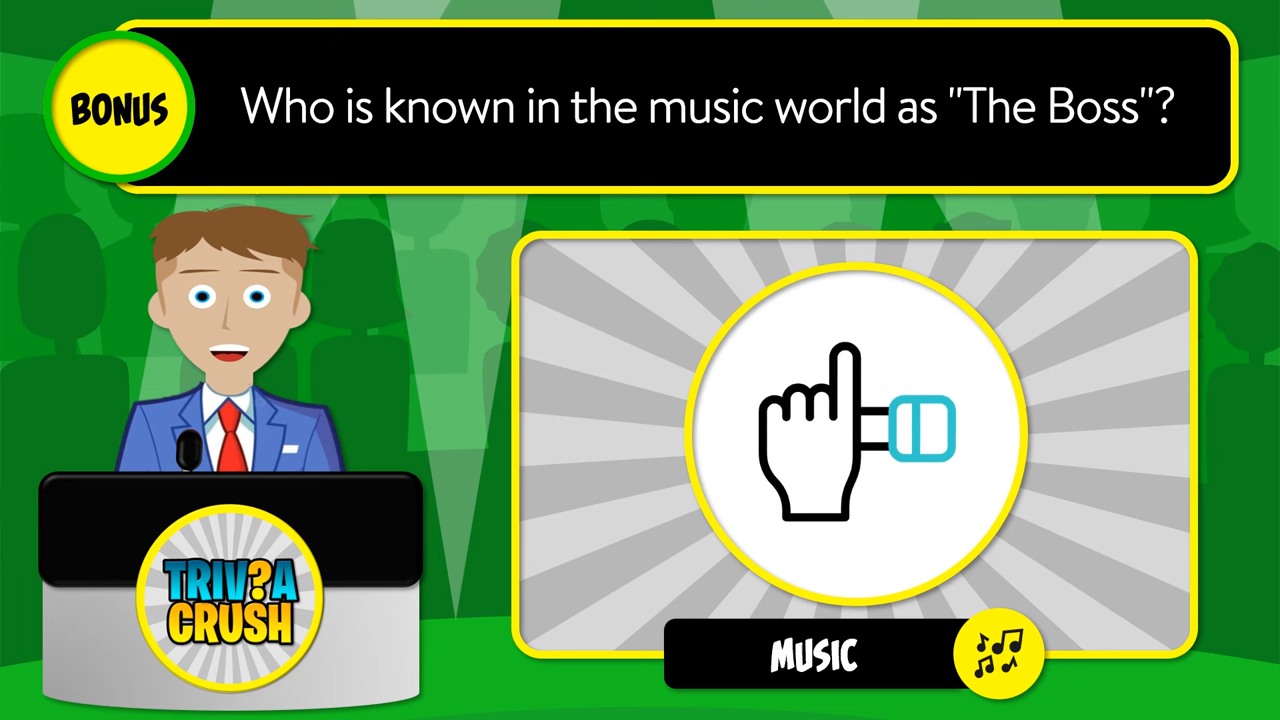 BONUS
Who is known in the music world as "The Boss"?
TRIV?A
CRUSH
MUSIC